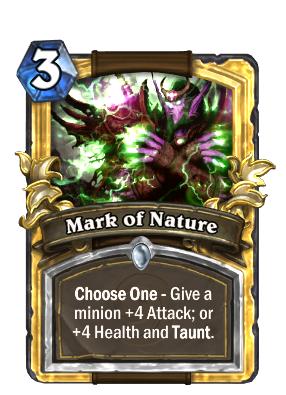 3
Mark of Nature
Choose One - Give a
minion +4 Attack; or
+4 Health and Taunt.